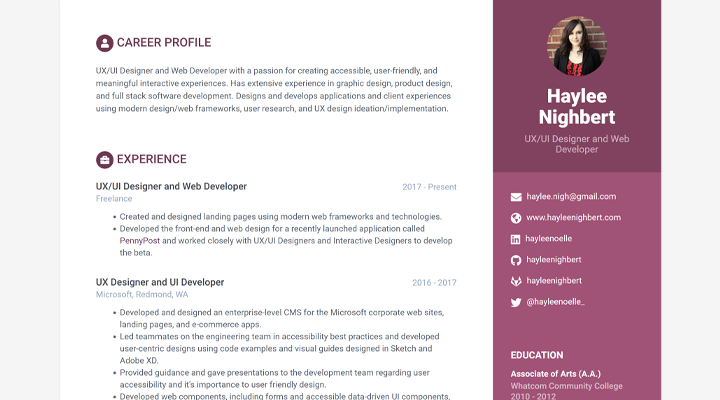 CAREER PROFILE
UX/UI Designer and Web Developer with a passion for creating accessible, user-friendly, and
meaningful interactive experiences. Has extensive experience in graphic design, product design,
and full stack software development. Designs and develops applications and client experiences
using modern design/web frameworks, user research, and UX design ideation/implementation.
EXPERIENCE
UX/UI Designer and Web Developer
2017 - Present
Freelance
• Created and designed landing pages using modern web frameworks and technologies.
• Developed the front-end and web design for a recently launched application called
PennyPost and worked closely with UX/UI Designers and Interactive Designers to develop
the beta.
UX Designer and UI Developer
2016 - 2017
Microsoft, Redmond, WA
• Developed and designed an enterprise-level CMS for the Microsoft corporate web sites,
landing pages, and e-commerce apps.
• Led teammates on the engineering team in accessibility best practices and developed
user-centric designs using code examples and visual guides designed in Sketch and
Adobe XD.
• Provided guidance and gave presentations to the development team regarding user
accessibility and it's importance to user friendly design.
• Developed web components, including forms and accessible data-driven UI components,
Haylee
Nighbert
UX/UI Designer and Web
Developer
haylee.nigh@gmail.com
www.hayleenighbert.com
hayleenoelle
hayleenighbert
hayleenighbert
@hayleenoelle_
EDUCATION
Associate of Arts (A.A.)
Whatcom Community College
2010 - 2012